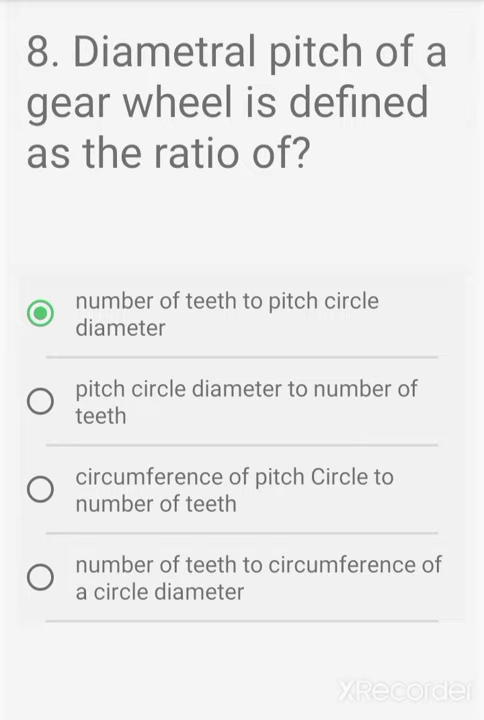 8. Diametral pitch of a
gear wheel is defined
as the ratio of?
number of teeth to pitch circle
diameter
pitch circle diameter to number of
teeth
circumference of pitch Circle to
number of teeth
number of teeth to circumference of
a circle diameter
XRecorder